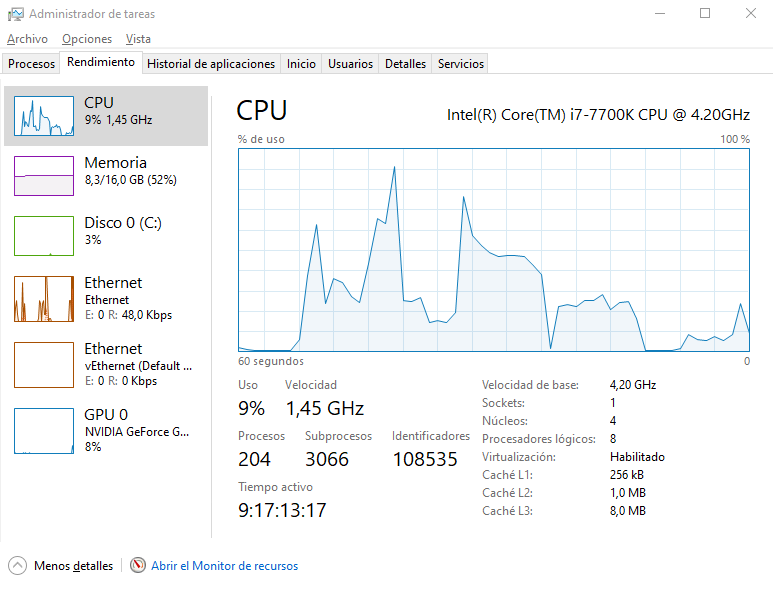 Administrador de tareas
Archivo Opciones Vista
Procesos Rendimiento Historial de aplicaciones Inicio Usuarios Detalles Servicios
CPU
9% 1,45 GHz
Memoria
8,3/16,0 GB (52%)
Disco 0 (C:)
3%
Ethernet
Ethernet
E: 0 R: 48,0 Kbps
Ethernet
vEthernet (Default ...
E: 0 R: 0 Kbps
GPU 0
NVIDIA GeForce G...
8%
CPU Intel(R) Core(TM) i7-7700K CPU @ 4.20GHz
% de uso 100 %
60 segundos 0
Uso Velocidad
9% 1,45 GHz
Procesos Subprocesos Identificadores
204 3066 108535
Tiempo activo
9:17:13:17
Velocidad de base: 4,20 GHz
Sockets: 1
Núcleos: 4
Procesadores lógicos: 8
Virtualización: Habilitado
Caché L1: 256 kB
Caché L2: 1,0 MB
Caché L3: 8,0 MB
Menos detalles Abrir el Monitor de recursos